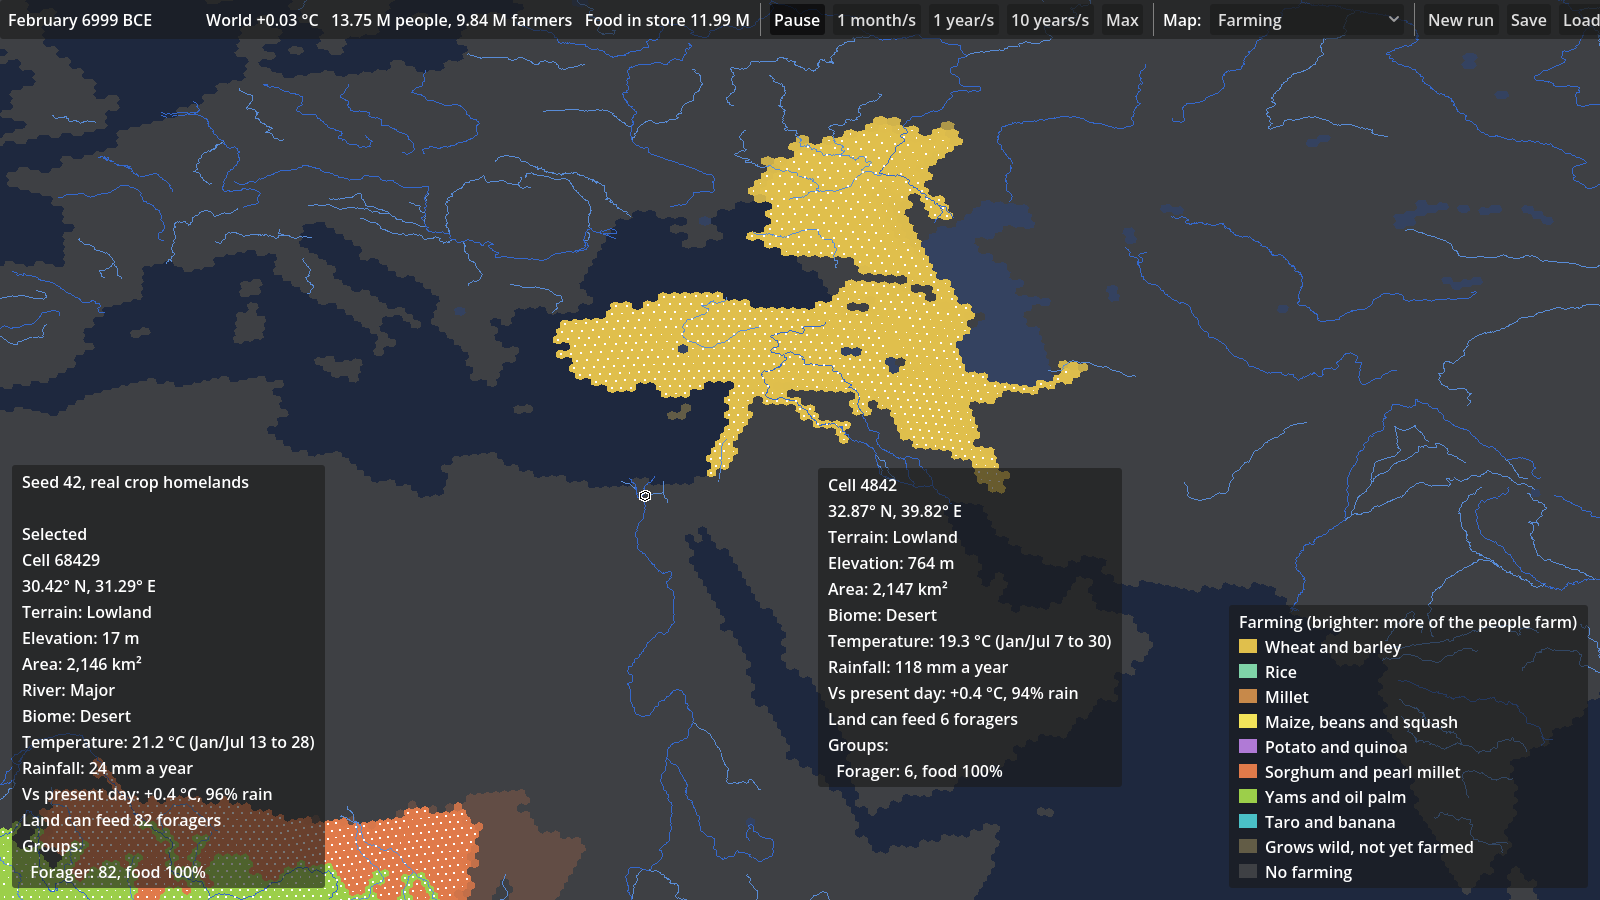 February 6999 BCE World +0.03 °C 13.75 M people, 9.84 M farmers Food in store 11.99 M Pause 1 month/s 1 year/s 10 years/s Max Map: Farming New run Save Load
Seed 42, real crop homelands
Selected
Cell 68429
30.42° N, 31.29° E
Terrain: Lowland
Elevation: 17 m
Area: 2,146 km²
River: Major
Biome: Desert
Temperature: 21.2 °C (Jan/Jul 13 to 28)
Rainfall: 24 mm a year
Vs present day: +0.4 °C, 96% rain
Land can feed 82 foragers
Groups:
Forager: 82, food 100%
Cell 4842
32.87° N, 39.82° E
Terrain: Lowland
Elevation: 764 m
Area: 2,147 km²
Biome: Desert
Temperature: 19.3 °C (Jan/Jul 7 to 30)
Rainfall: 118 mm a year
Vs present day: +0.4 °C, 94% rain
Land can feed 6 foragers
Groups:
Forager: 6, food 100%
Farming (brighter: more of the people farm)
Wheat and barley
Rice
Millet
Maize, beans and squash
Potato and quinoa
Sorghum and pearl millet
Yams and oil palm
Taro and banana
Grows wild, not yet farmed
No farming